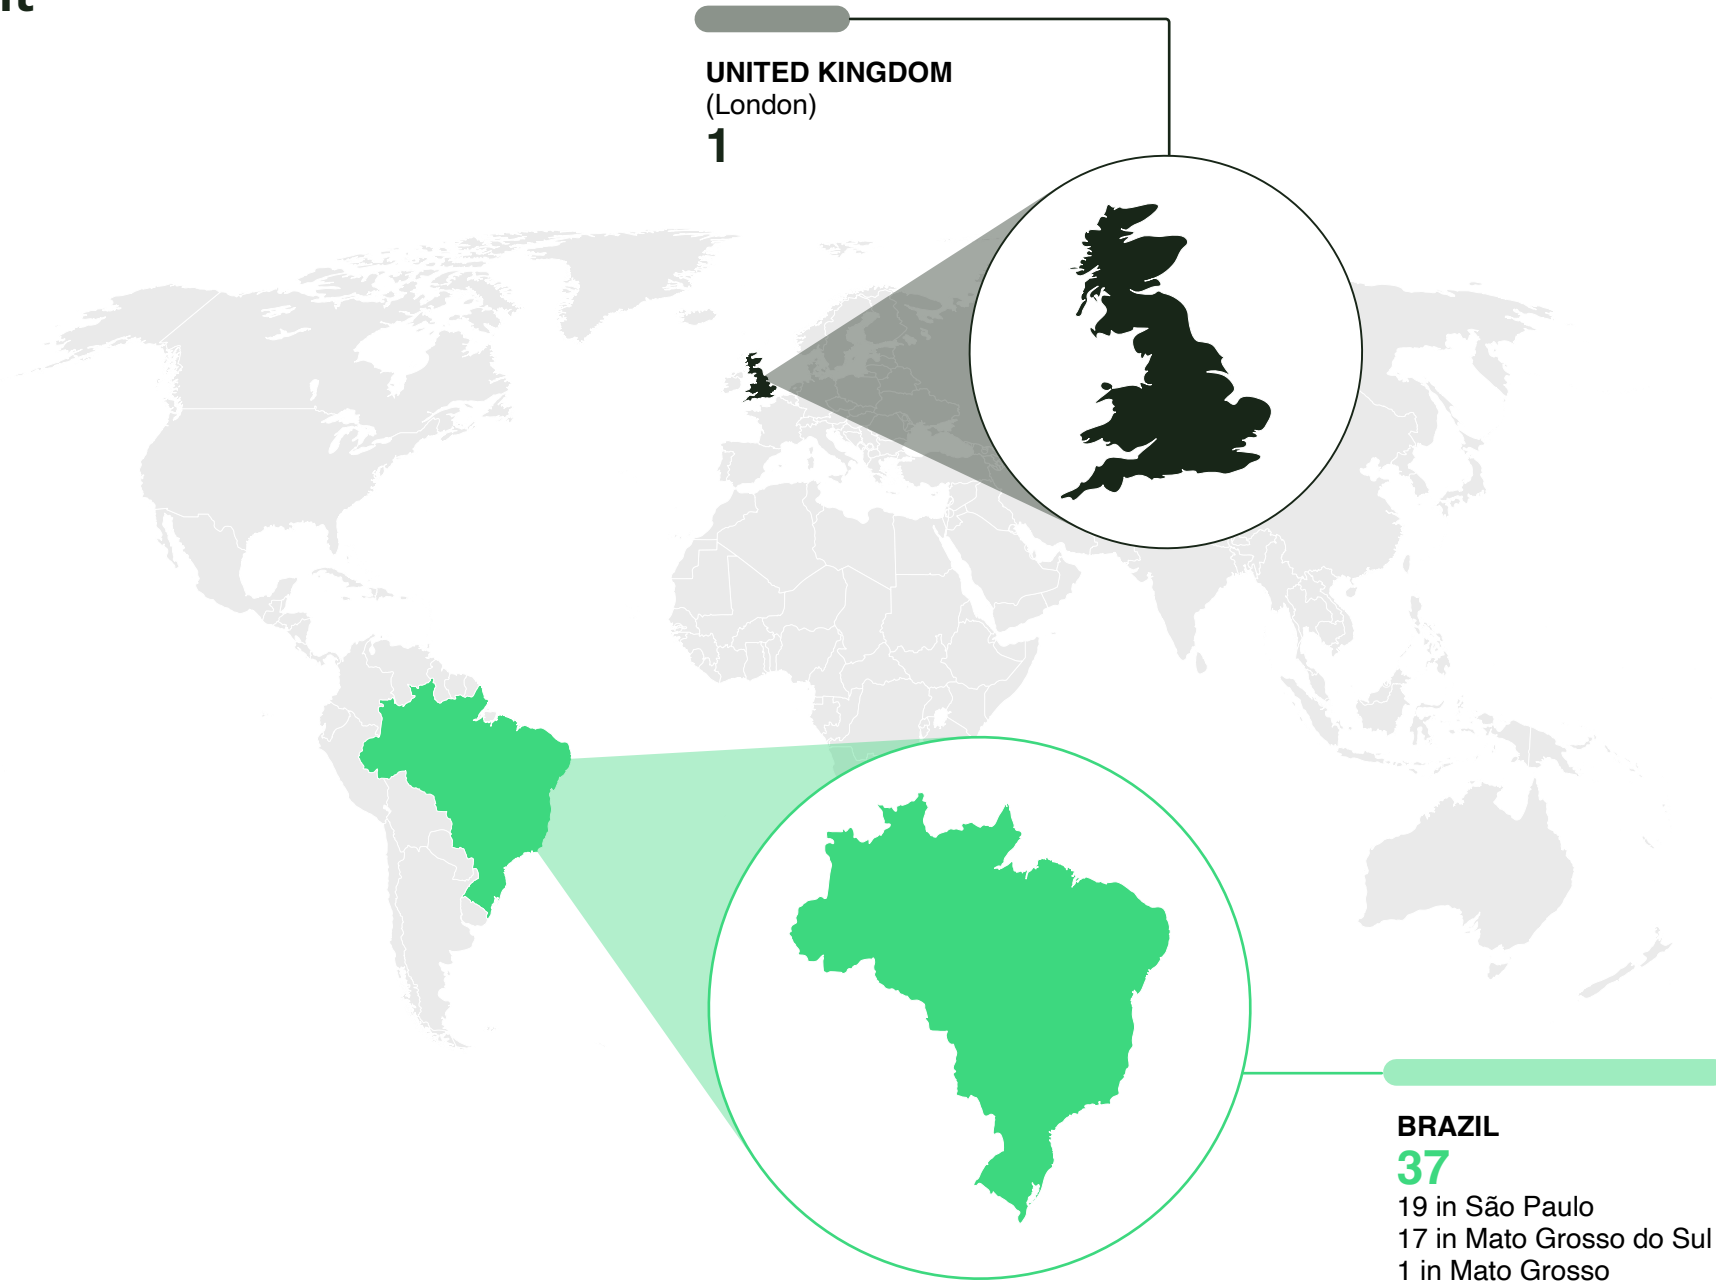 UNITED KINGDOM
(London)
1
BRAZIL
37
19 in São Paulo
17 in Mato Grosso do Sul
1 in Mato Grosso